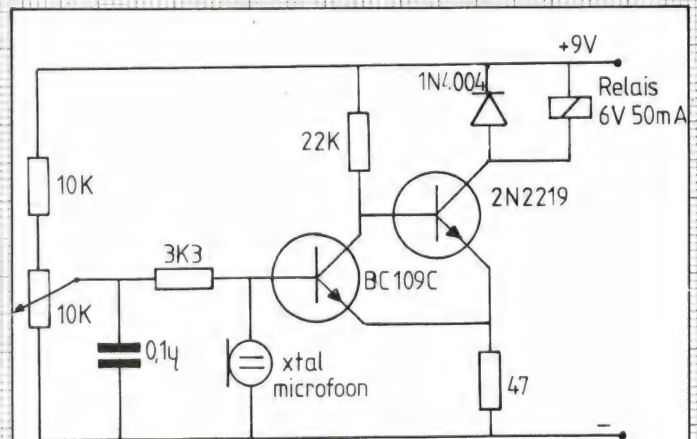 +9V
1N4004
Relais
6V 50mA
22K
10K
2N2219
3K3
BC109C
10K
0,1µ
xtal
microfoon
47
-